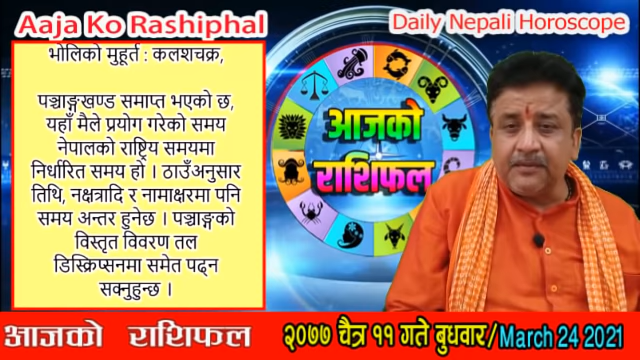 Aaja Ko Rashiphal
Daily Nepali Horoscope
भोलिको मुहूर्त : कलशचक्र,
पञ्चाङ्गखण्ड समाप्त भएको छ,
यहाँ मैले प्रयोग गरेको समय
नेपालको राष्ट्रिय समयमा
निर्धारित समय हो । ठाउँअनुसार
तिथि, नक्षत्रादि र नामाक्षरमा पनि
समय अन्तर हुनेछ । पञ्चाङ्गको
विस्तृत विवरण तल
डिस्क्रिप्सनमा समेत पढ्न
सक्नुहुन्छ ।
आजको
राशिफल
आजको राशिफल
२०७७ चैत्र ११ गते बुधवार/March 24 2021